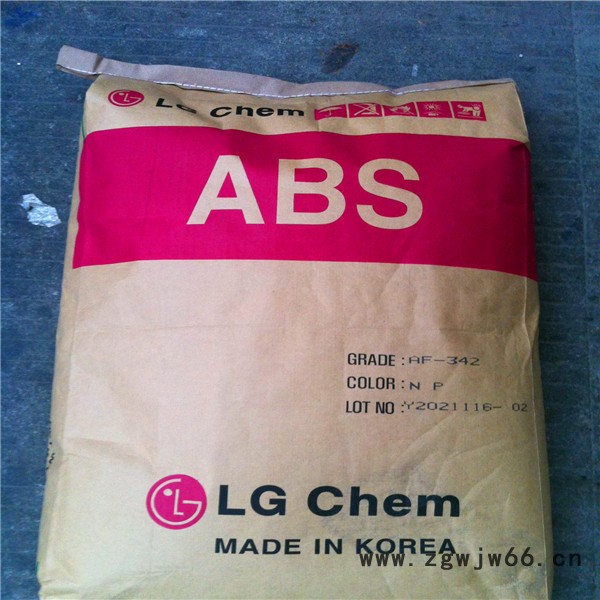 LG Chem
ABS
GRADE : AF-342
COLOR : N P
LOT NO : Y2021116- 02
LG Chem
MADE IN KOREA
www.zgwjw66.cn